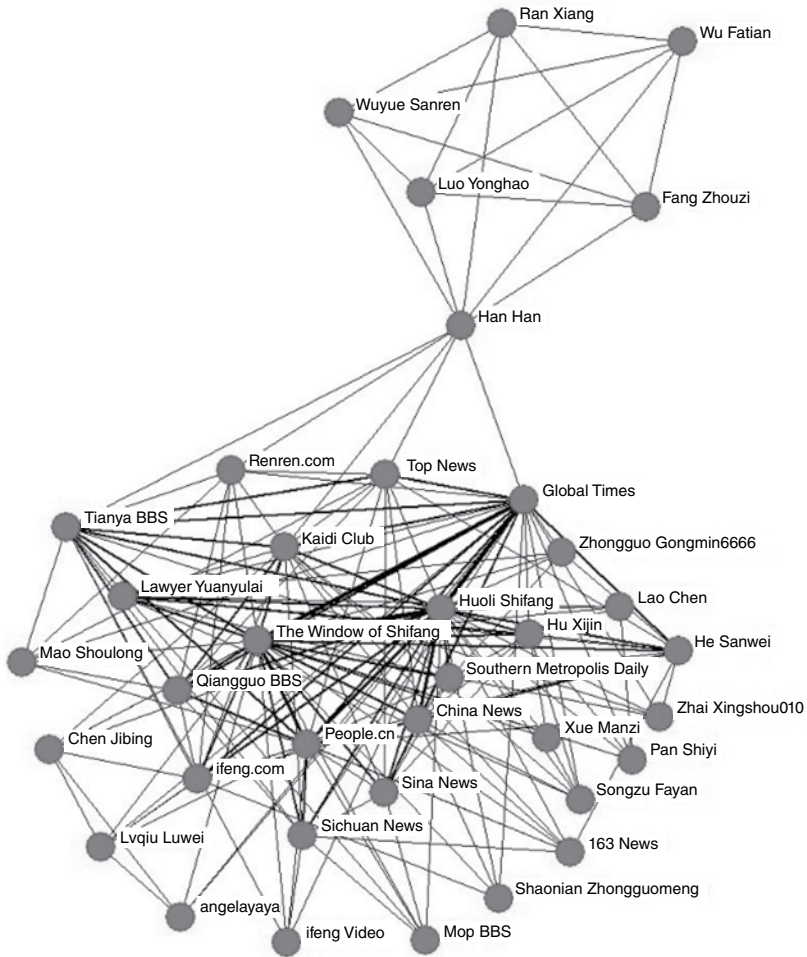 Ran Xiang
Wu Fatian
Wuyue Sanren
Luo Yonghao
Fang Zhouzi
Han Han
Renren.com
Top News
Global Times
Tianya BBS
Kaidi Club
Zhongguo Gongmin6666
Lawyer Yuanyulai
Huoli Shifang
Lao Chen
The Window of Shifang
Hu Xijin
He Sanwei
Mao Shoulong
Southern Metropolis Daily
Qiangguo BBS
China News
Zhai Xingshou010
Chen Jibing
People.cn
Xue Manzi
Pan Shiyi
ifeng.com
Sina News
Songzu Fayan
Lvqiu Luwei
Sichuan News
163 News
Shaonian Zhongguomeng
angelayaya
ifeng Video
Mop BBS